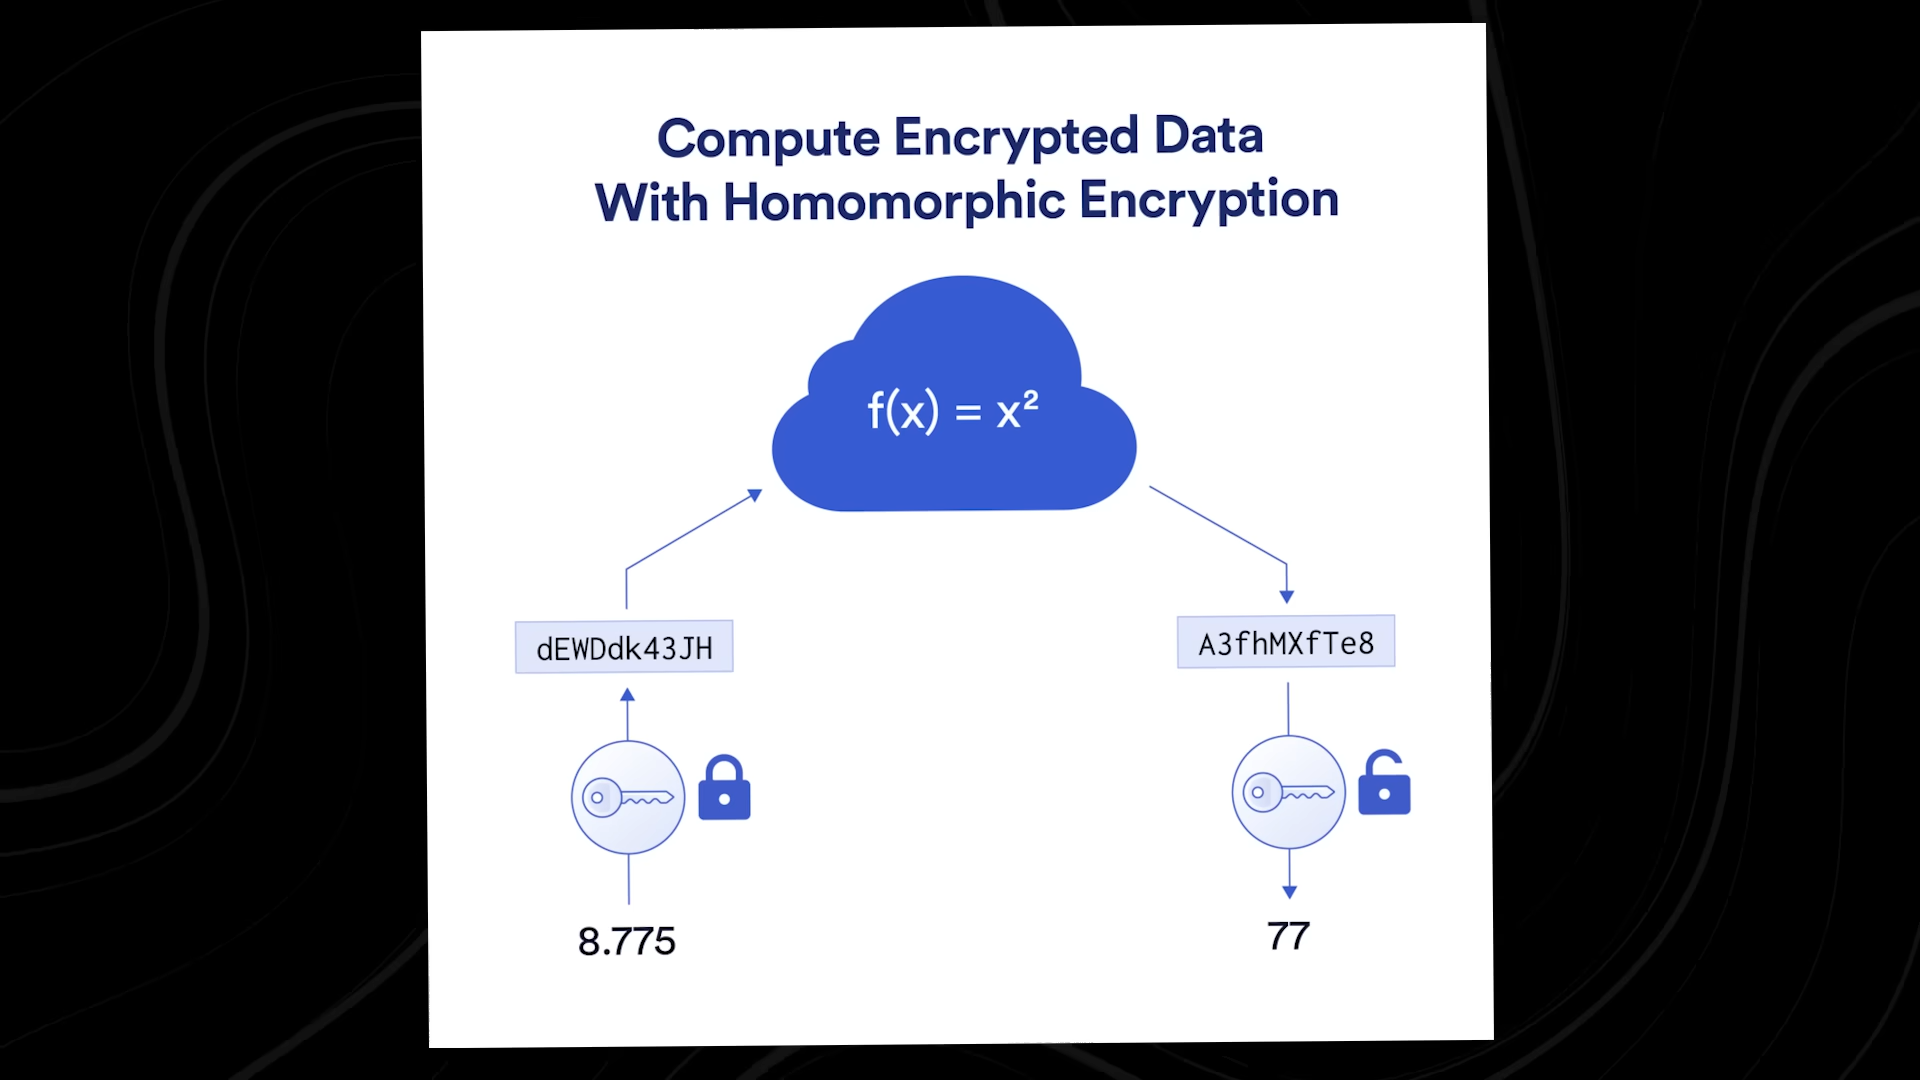 Compute Encrypted Data
With Homomorphic Encryption
f(x) = x²
dEWDdk43JH
A3fhMXfTe8
8.775
77